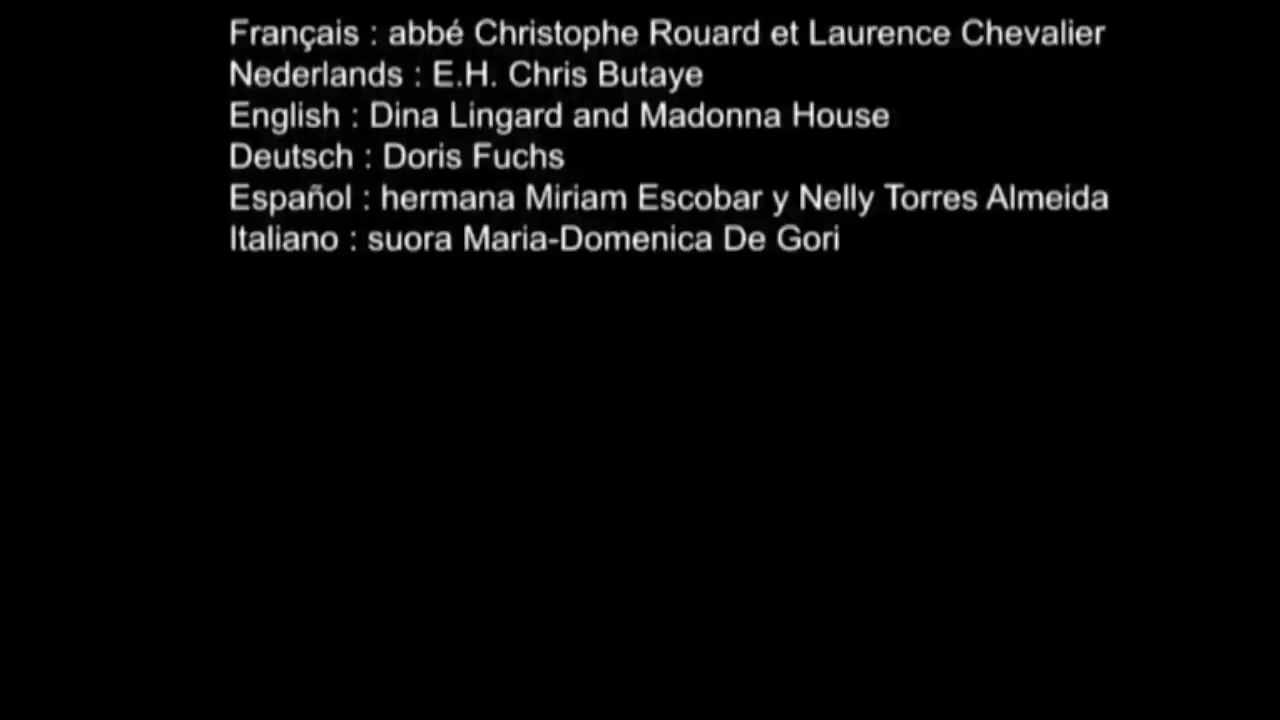 Français : abbé Christophe Rouard et Laurence Chevalier
Nederlands : E.H. Chris Butaye
English : Dina Lingard and Madonna House
Deutsch : Doris Fuchs
Español : hermana Miriam Escobar y Nelly Torres Almeida
Italiano : suora Maria-Domenica De Gori